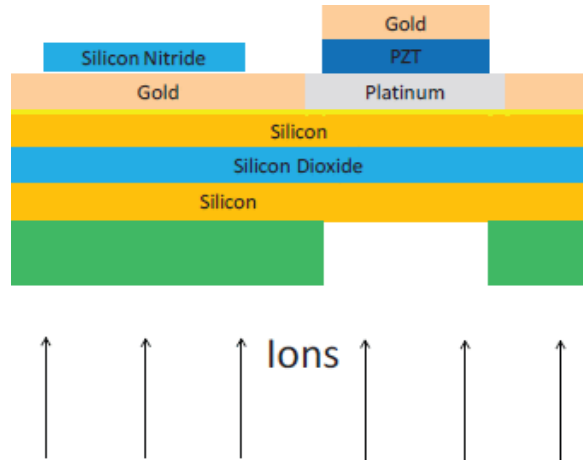 Gold
Silicon Nitride
PZT
Gold
Platinum
Silicon
Silicon Dioxide
Silicon
Ions